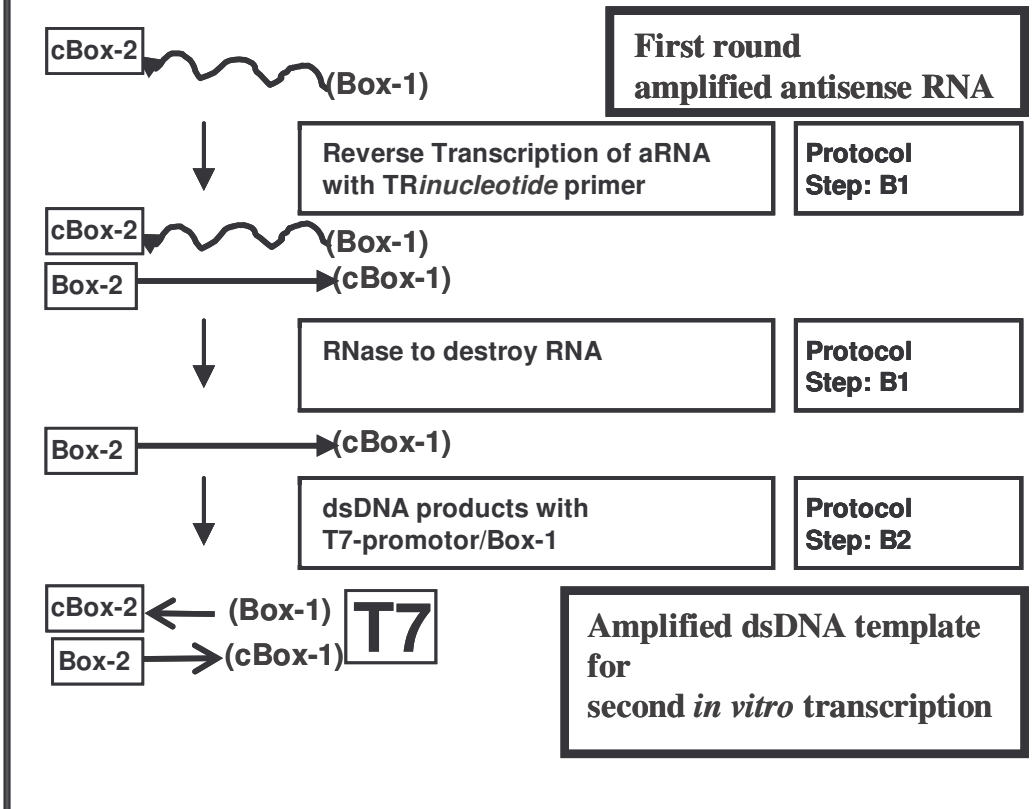 cBox-2
(Box-1)
First round
amplified antisense RNA
Reverse Transcription of aRNA
with TRinucleotide primer
Protocol
Step: B1
cBox-2
(Box-1)
Box-2
(cBox-1)
RNase to destroy RNA
Protocol
Step: B1
Box-2
(cBox-1)
dsDNA products with
T7-promotor/Box-1
Protocol
Step: B2
cBox-2
(Box-1)
T7
Box-2
(cBox-1)
Amplified dsDNA template
for
second in vitro transcription